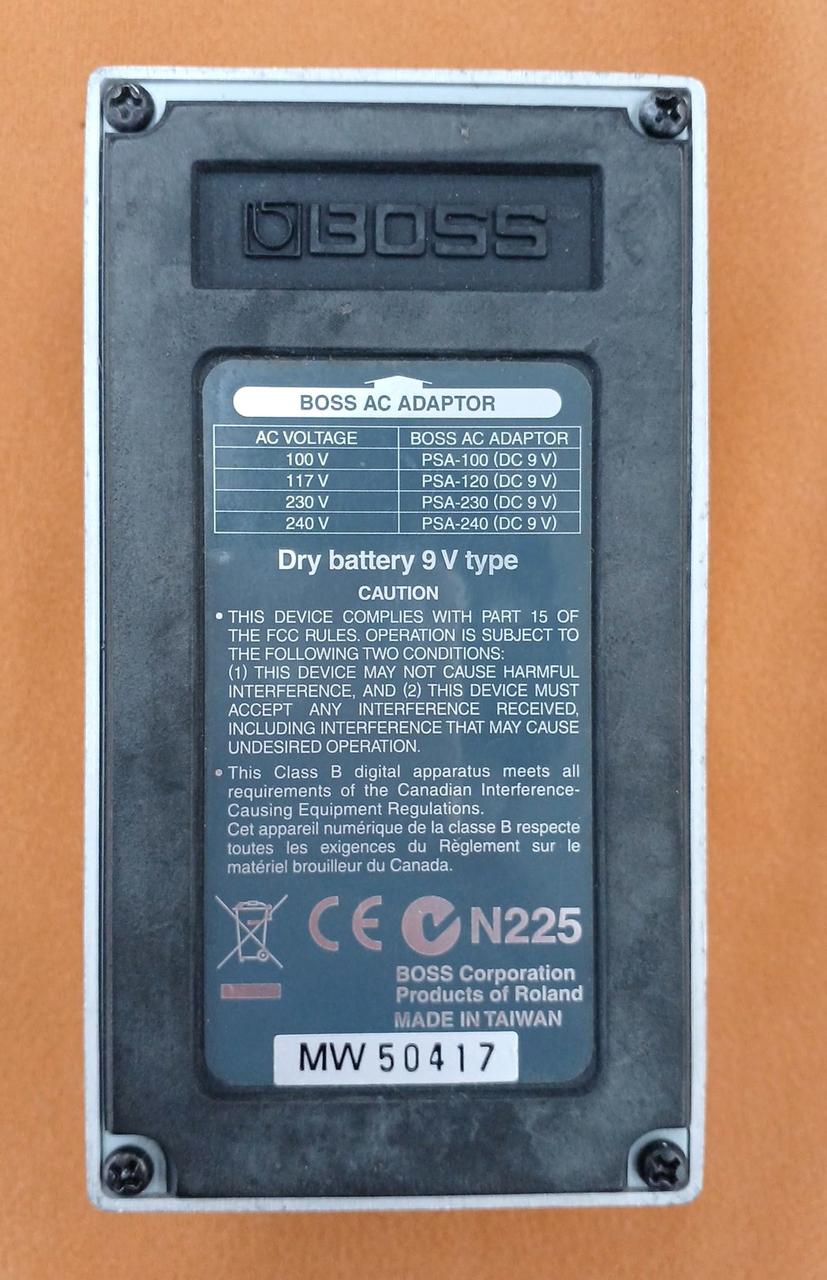 BOSS
BOSS AC ADAPTOR
AC VOLTAGE BOSS AC ADAPTOR
100 V PSA-100 (DC 9 V)
117 V PSA-120 (DC 9 V)
230 V PSA-230 (DC 9 V)
240 V PSA-240 (DC 9 V)
Dry battery 9 V type
CAUTION
• THIS DEVICE COMPLIES WITH PART 15 OF
THE FCC RULES. OPERATION IS SUBJECT TO
THE FOLLOWING TWO CONDITIONS:
(1) THIS DEVICE MAY NOT CAUSE HARMFUL
INTERFERENCE, AND (2) THIS DEVICE MUST
ACCEPT ANY INTERFERENCE RECEIVED,
INCLUDING INTERFERENCE THAT MAY CAUSE
UNDESIRED OPERATION.
• This Class B digital apparatus meets all
requirements of the Canadian Interference-
Causing Equipment Regulations.
Cet appareil numérique de la classe B respecte
toutes les exigences du Règlement sur le
matériel brouilleur du Canada.
CE N225
BOSS Corporation
Products of Roland
MADE IN TAIWAN
MW 50417